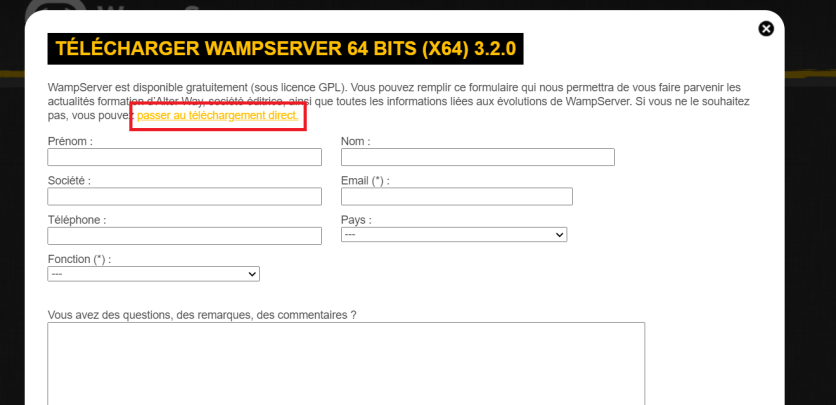 TÉLÉCHARGER WAMPSERVER 64 BITS (X64) 3.2.0
WampServer est disponible gratuitement (sous licence GPL). Vous pouvez remplir ce formulaire qui nous permettra de vous faire parvenir les
actualités formation d'Alter Way, société éditrice, ainsi que toutes les informations liées aux évolutions de WampServer. Si vous ne le souhaitez
pas, vous pouvez passer au téléchargement direct.
Prénom :
Nom :
Société :
Email (*) :
Téléphone :
Pays :
---
Fonction (*) :
---
Vous avez des questions, des remarques, des commentaires ?